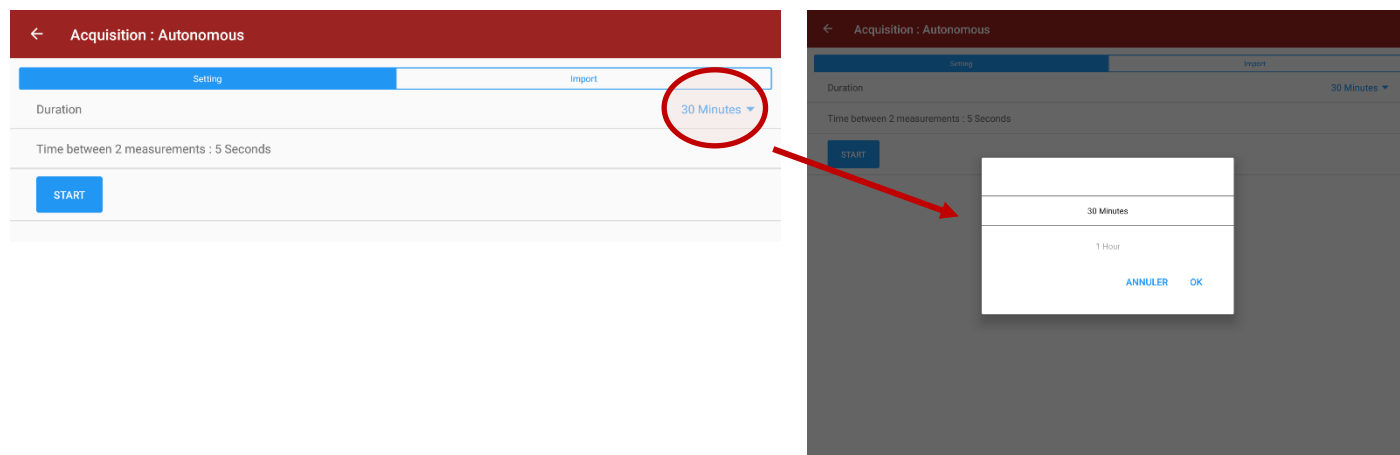 Acquisition : Autonomous
Setting Import
Duration 30 Minutes
Time between 2 measurements : 5 Seconds
START
Acquisition : Autonomous
Setting Import
Duration 30 Minutes
Time between 2 measurements : 5 Seconds
START
30 Minutes
1 Hour
ANNULER OK